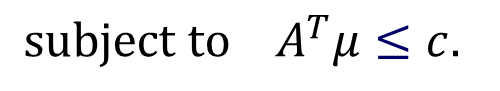 subject to A^T μ ≤ c.